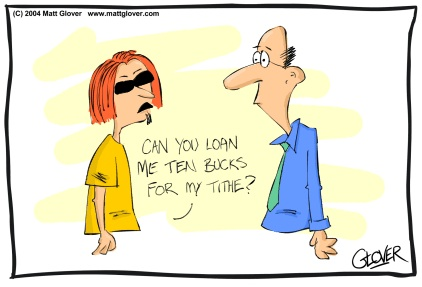 (C) 2004 Matt Glover www.mattglover.com
CAN YOU LOAN
ME TEN BUCKS
FOR MY TITHE?
GLOVER